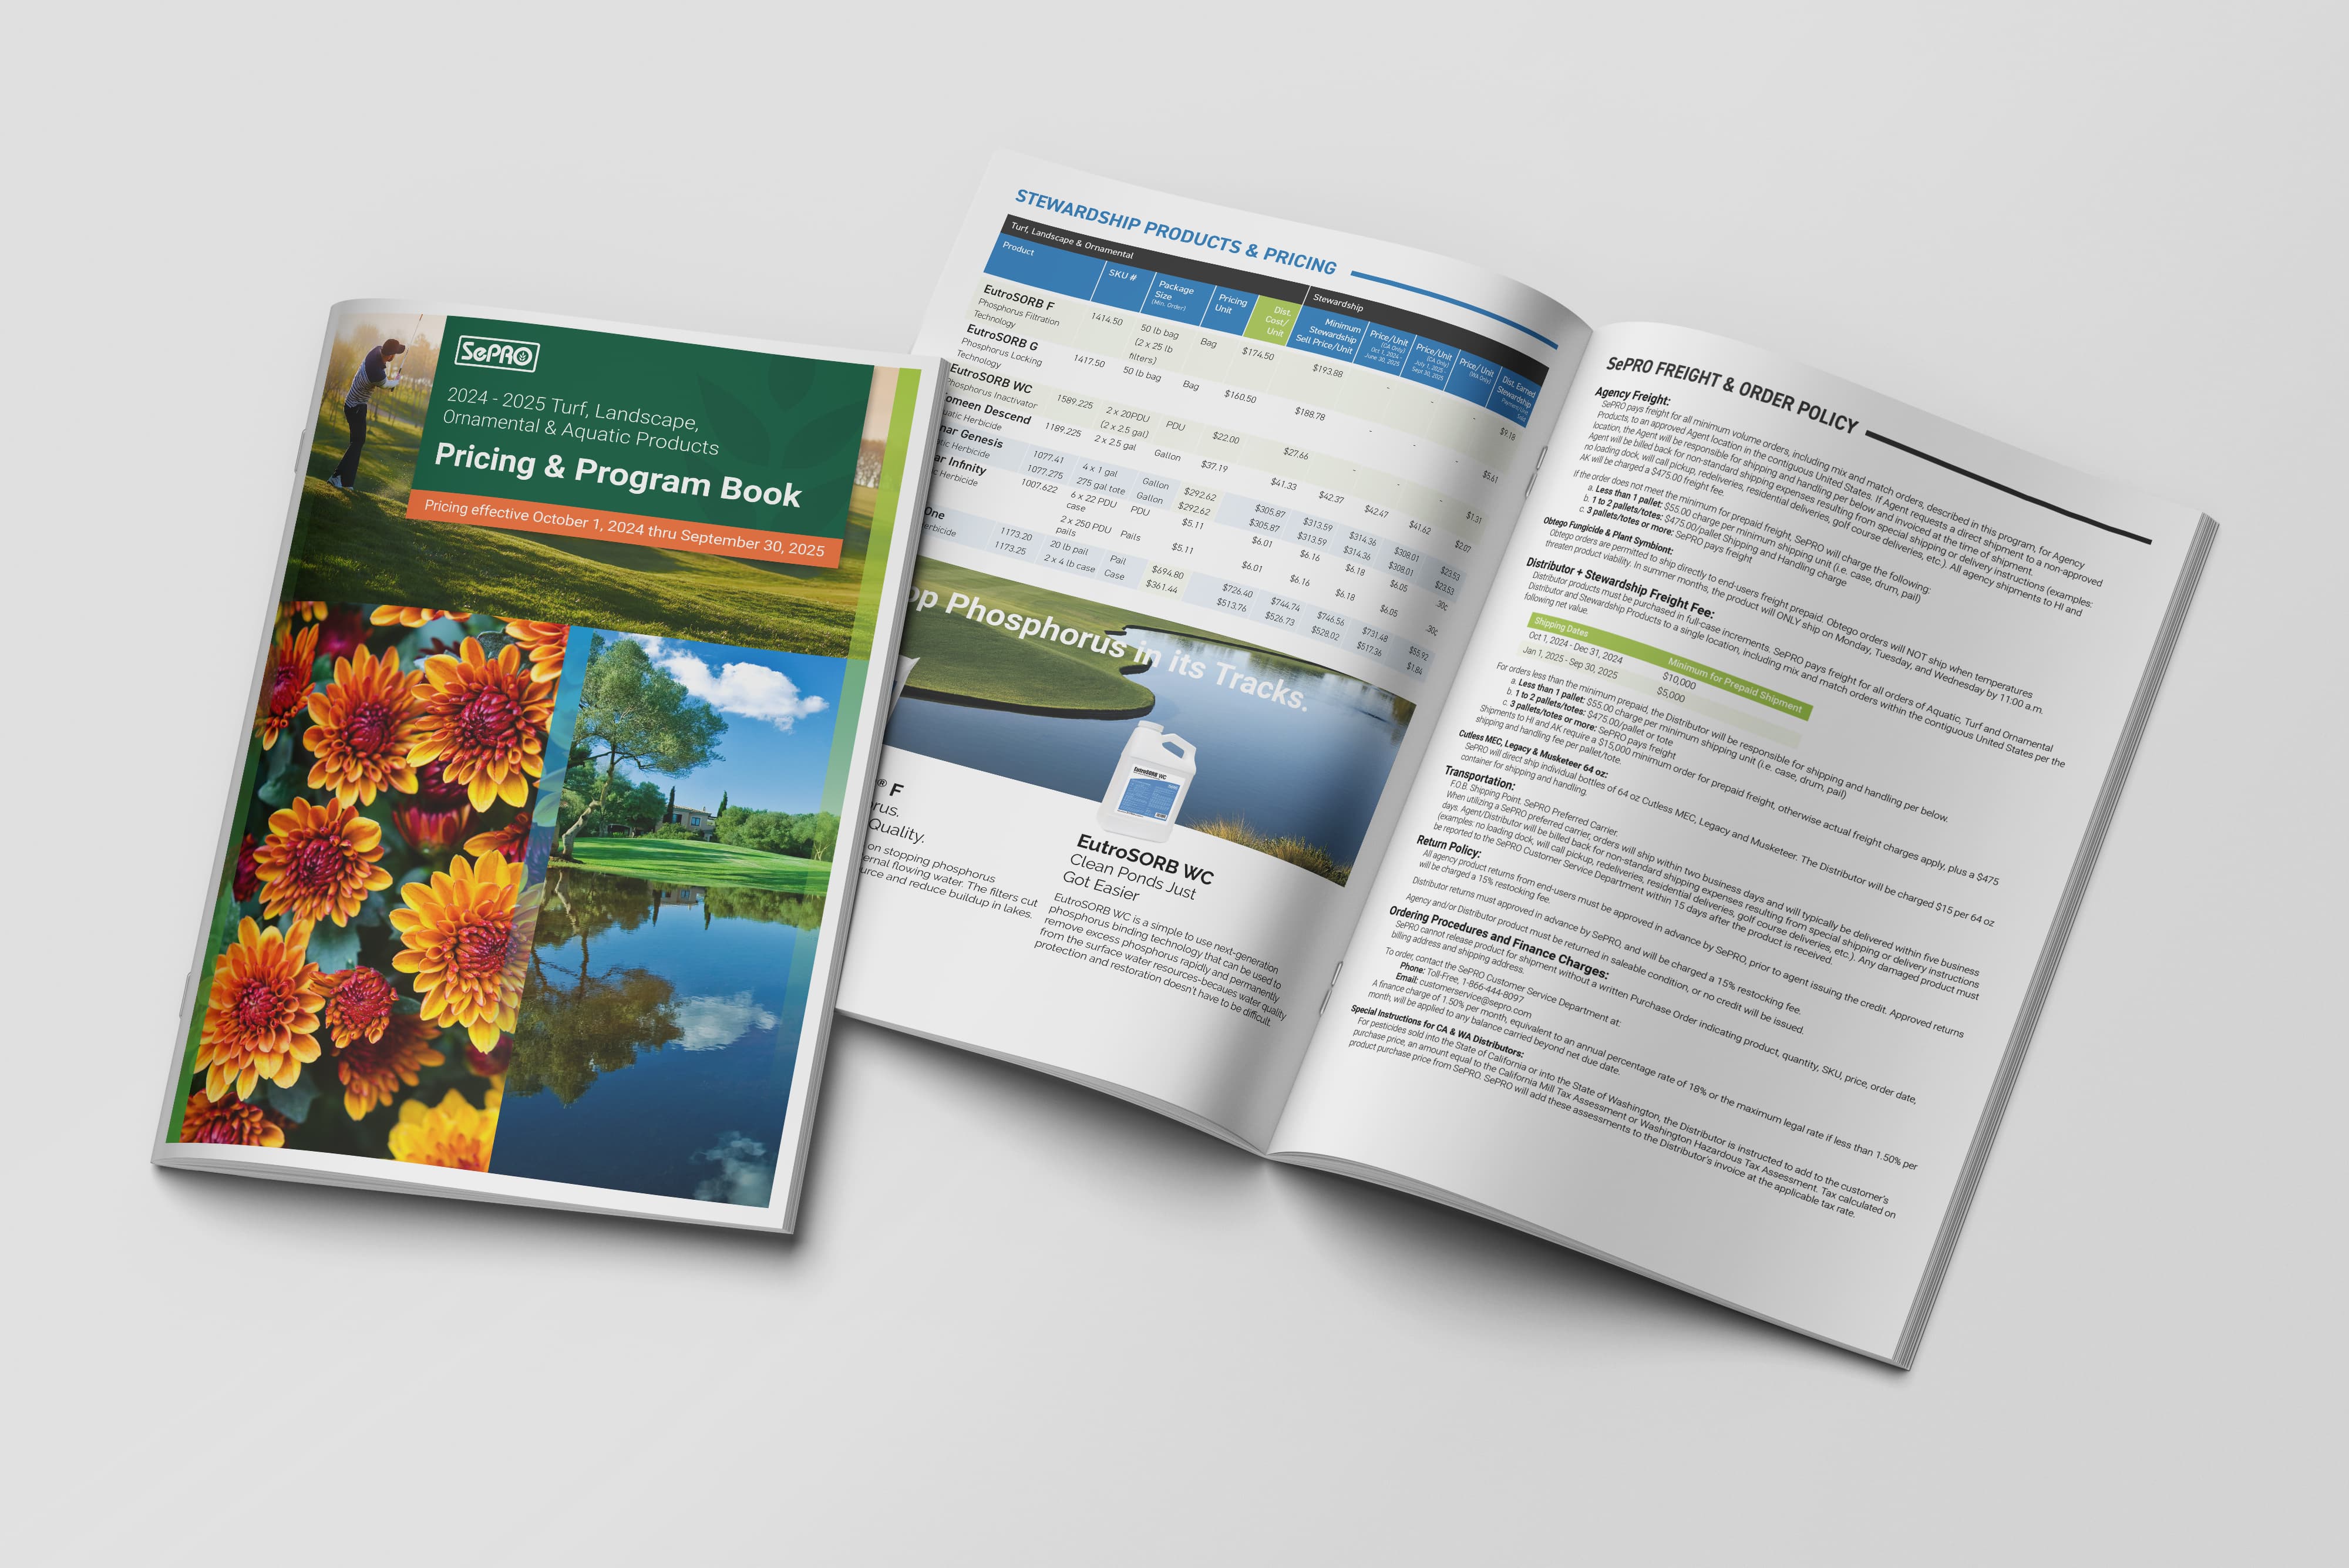 SePRO
2024 - 2025 Turf, Landscape,
Ornamental & Aquatic Products
Pricing & Program Book
Pricing effective October 1, 2024 thru September 30, 2025
STEWARDSHIP PRODUCTS & PRICING
Turf, Landscape & Ornamental
Stewardship
Product
SKU #
Package
Size
(Min. Order)
Pricing
Unit
Dist.
Cost/
Unit
Minimum
Stewardship
Sell Price/Unit
Price/Unit
(CA Only)
Oct 1, 2024 -
June 30, 2025
Price/Unit
(CA Only)
July 1, 2025 -
Sept 30, 2025
Price/ Unit
(WA Only)
Dist. Earned
Stewardship
EutroSORB F 1414.50 50 lb bag Bag $174.50 $193.88 - - - $9.18
Phosphorus Filtration (2 x 25 lb
Technology filters)
EutroSORB G 1417.50 50 lb bag Bag $160.50 $188.78 - - - $5.61
Phosphorus Locking
Technology
EutroSORB WC 1589.225 2 x 20PDU PDU $22.00 $27.66 - - - $1.31
Phosphorus Inactivator (2 x 2.5 gal)
omeen Descend 1189.225 2 x 2.5 gal Gallon $37.19 $41.33 $42.37 $42.47 $41.62 $2.07
uatic Herbicide
nar Genesis 1077.41 4 x 1 gal Gallon $292.62 $305.87 $313.59 $314.36 $308.01 $23.53
ic Herbicide 1077.275 275 gal tote Gallon $292.62 $305.87 $313.59 $314.36 $308.01 $23.53
ar Infinity 1007.622 6 x 22 PDU PDU $5.11 $6.01 $6.16 $6.18 $6.05 .30¢
Herbicide case
2 x 250 PDU Pails $5.11 $6.01 $6.16 $6.18 $6.05 .30¢
pails
One 1173.20 20 lb pail Pail $694.80 $726.40 $744.74 $746.56 $731.48 $55.92
erbicide 1173.25 2 x 4 lb case Case $361.44 $513.76 $526.73 $528.02 $517.36 $1.84
op Phosphorus in its Tracks.
® F
rus.
Quality.
on stopping phosphorus
ernal flowing water. The filters cut
urce and reduce buildup in lakes.
EutroSORB WC
EutroSORB WC
Clean Ponds Just
Got Easier
EutroSORB WC is a simple to use next-generation
phosphorus binding technology that can be used to
remove excess phosphorus rapidly and permanently
from the surface water resources-becaues water quality
protection and restoration doesn't have to be difficult.
SePRO FREIGHT & ORDER POLICY
Agency Freight:
SePRO pays freight for all minimum volume orders, including mix and match orders, described in this program, for Agency
Products, to an approved Agent location in the contiguous United States. If Agent requests a direct shipment to a non-approved
location, the Agent will be responsible for shipping and handling per below and invoiced at the time of shipment.
Agent will be billed back for non-standard shipping expenses resulting from special shipping or delivery instructions (examples:
no loading dock, will call pickup, redeliveries, residential deliveries, golf course deliveries, etc.). All agency shipments to HI and
AK will be charged a $475.00 freight fee.
If the order does not meet the minimum for prepaid freight, SePRO will charge the following:
a. Less than 1 pallet: $55.00 charge per minimum shipping unit (i.e. case, drum, pail)
b. 1 to 2 pallets/totes: $475.00/pallet Shipping and Handling charge
c. 3 pallets/totes or more: SePRO pays freight
Obtego Fungicide & Plant Symbiont:
Obtego orders are permitted to ship directly to end-users freight prepaid. Obtego orders will NOT ship when temperatures
threaten product viability. In summer months, the product will ONLY ship on Monday, Tuesday, and Wednesday by 11:00 a.m.
Distributor + Stewardship Freight Fee:
Distributor products must be purchased in full-case increments. SePRO pays freight for all orders of Aquatic, Turf and Ornamental
Distributor and Stewardship Products to a single location, including mix and match orders within the contiguous United States per the
following net value.
Shipping Dates Minimum for Prepaid Shipment
Oct 1, 2024 - Dec 31, 2024 $10,000
Jan 1, 2025 - Sep 30, 2025 $5,000
For orders less than the minimum prepaid, the Distributor will be responsible for shipping and handling per below.
a. Less than 1 pallet: $55.00 charge per minimum shipping unit (i.e. case, drum, pail)
b. 1 to 2 pallets/totes: $475.00/pallet or tote
c. 3 pallets/totes or more: SePRO pays freight
Shipments to HI and AK require a $15,000 minimum order for prepaid freight, otherwise actual freight charges apply, plus a $475
shipping and handling fee per pallet/tote.
Cutless MEC, Legacy & Musketeer 64 oz:
SePRO will direct ship individual bottles of 64 oz Cutless MEC, Legacy and Musketeer. The Distributor will be charged $15 per 64 oz
container for shipping and handling.
Transportation:
F.O.B. Shipping Point. SePRO Preferred Carrier.
When utilizing a SePRO preferred carrier, orders will ship within two business days and will typically be delivered within five business
days. Agent/Distributor will be billed back for non-standard shipping expenses resulting from special shipping or delivery instructions
(examples: no loading dock, will call pickup, redeliveries, residential deliveries, golf course deliveries, etc.). Any damaged product must
be reported to the SePRO Customer Service Department within 15 days after the product is received.
Return Policy:
All agency product returns from end-users must be approved in advance by SePRO, prior to agent issuing the credit. Approved returns
will be charged a 15% restocking fee.
Distributor returns must approved in advance by SePRO, and will be charged a 15% restocking fee.
Agency and/or Distributor product must be returned in saleable condition, or no credit will be issued.
Ordering Procedures and Finance Charges:
SePRO cannot release product for shipment without a written Purchase Order indicating product, quantity, SKU, price, order date,
billing address and shipping address.
To order, contact the SePRO Customer Service Department at:
Phone: Toll-Free, 1-866-444-8097
Email: customerservice@sepro.com
A finance charge of 1.50% per month, equivalent to an annual percentage rate of 18% or the maximum legal rate if less than 1.50% per
month, will be applied to any balance carried beyond net due date.
Special Instructions for CA & WA Distributors:
For pesticides sold into the State of California or into the State of Washington, the Distributor is instructed to add to the customer's
purchase price, an amount equal to the California Mill Tax Assessment or Washington Hazardous Tax Assessment. Tax calculated on
product purchase price from SePRO. SePRO will add these assessments to the Distributor's invoice at the applicable tax rate.